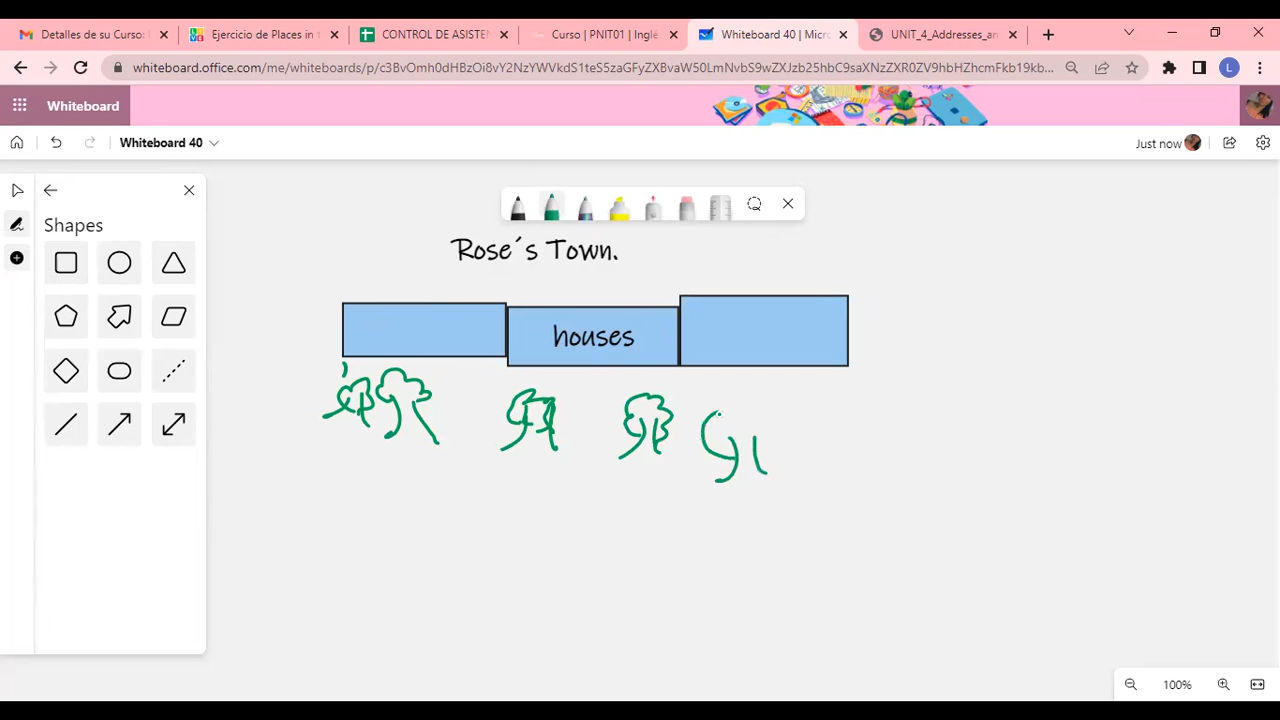 Detalles de su Curso:
Ejercicio de Places in
CONTROL DE ASISTE
Curso | PNIT01 | Ingle
Whiteboard 40 | Micr
UNIT_4_Addresses_an
whiteboard.office.com/me/whiteboards/p/c3BvOmh0dHBzOi8vY2NzYWVkdS1teS5zaGFyZXBvaW50LmNvbS9wZXJzb25hbC9saXNZZXR0ZV9hbHZhcmFkb19kb...
L
Whiteboard
Whiteboard 40
Just now
Shapes
Rose´s Town.
houses
100%